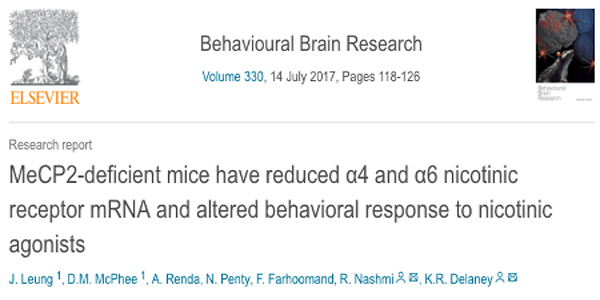 Behavioural Brain Research
Volume 330, 14 July 2017, Pages 118-126
ELSEVIER
Behavioural
Brain
Research
Research report
MeCP2-deficient mice have reduced α4 and α6 nicotinic
receptor mRNA and altered behavioral response to nicotinic
agonists
J. Leung 1, D.M. McPhee 1, A. Renda, N. Penty, F. Farhoomand, R. Nashmi, K.R. Delaney